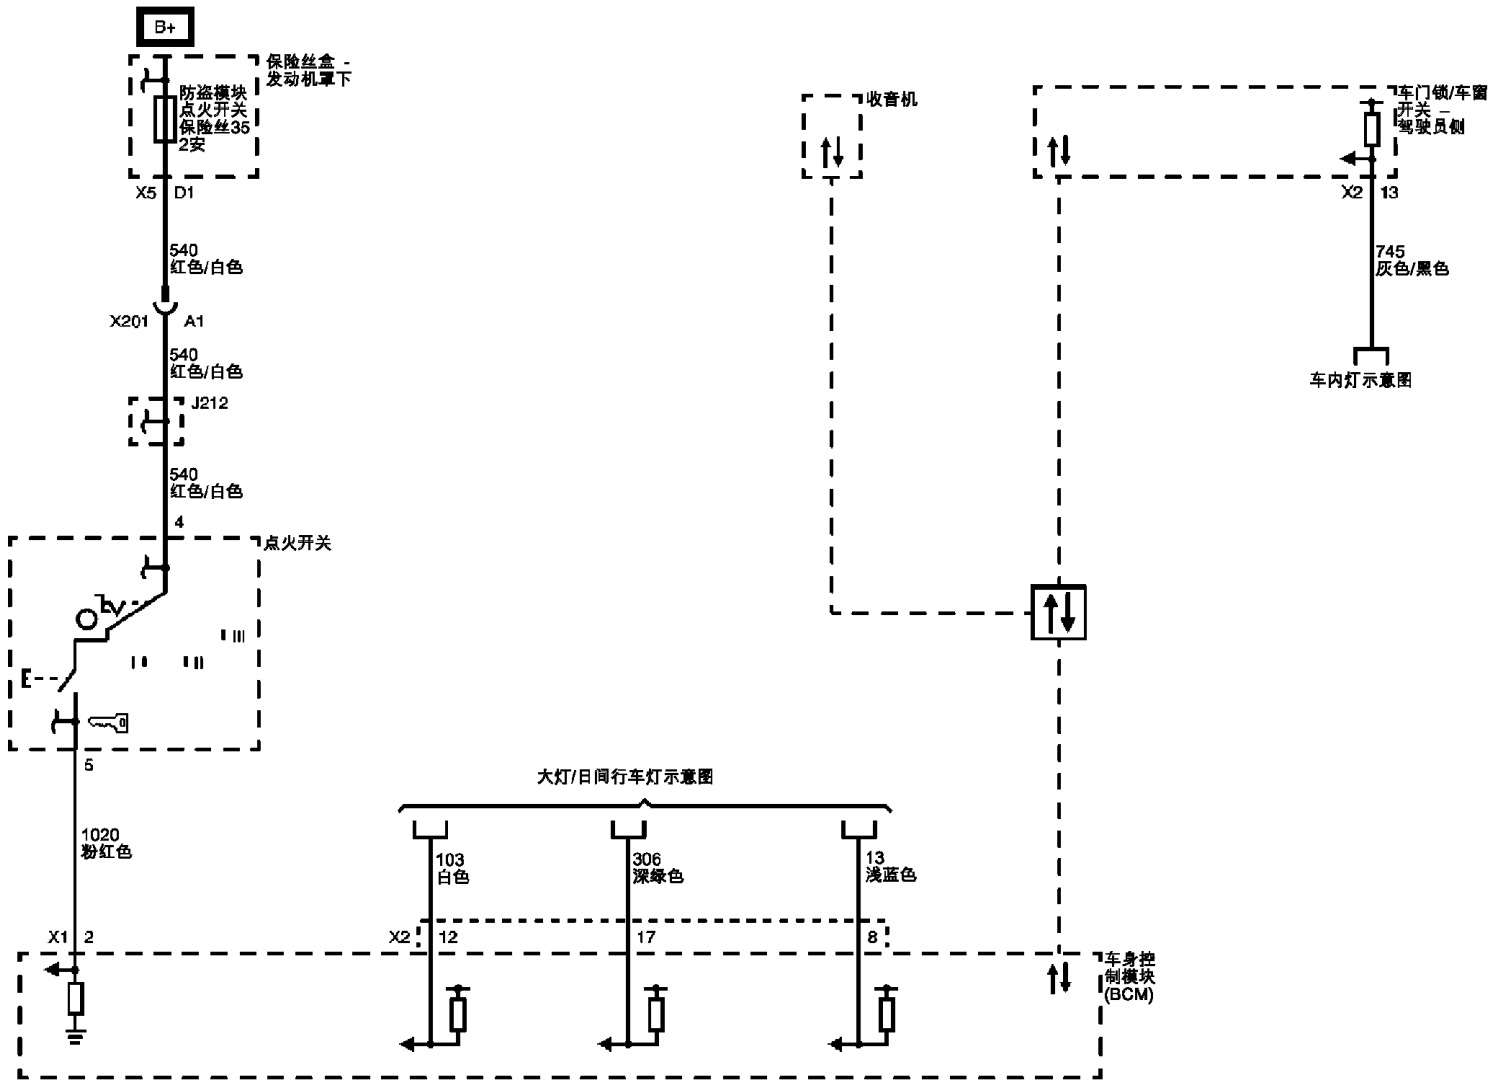 B+
保险丝盒 -
发动机罩下
防盗模块
点火开关
保险丝35
2安
X5 D1
540
红色/白色
X201 A1
540
红色/白色
J212
540
红色/白色
4
点火开关
I 0
I II
I III
5
1020
粉红色
X1 2
收音机
车门锁/车窗
开关 –
驾驶员侧
X2 13
745
灰色/黑色
车内灯示意图
大灯/日间行车灯示意图
103
白色
306
深绿色
13
浅蓝色
X2 12 17 8
车身控
制模块
(BCM)